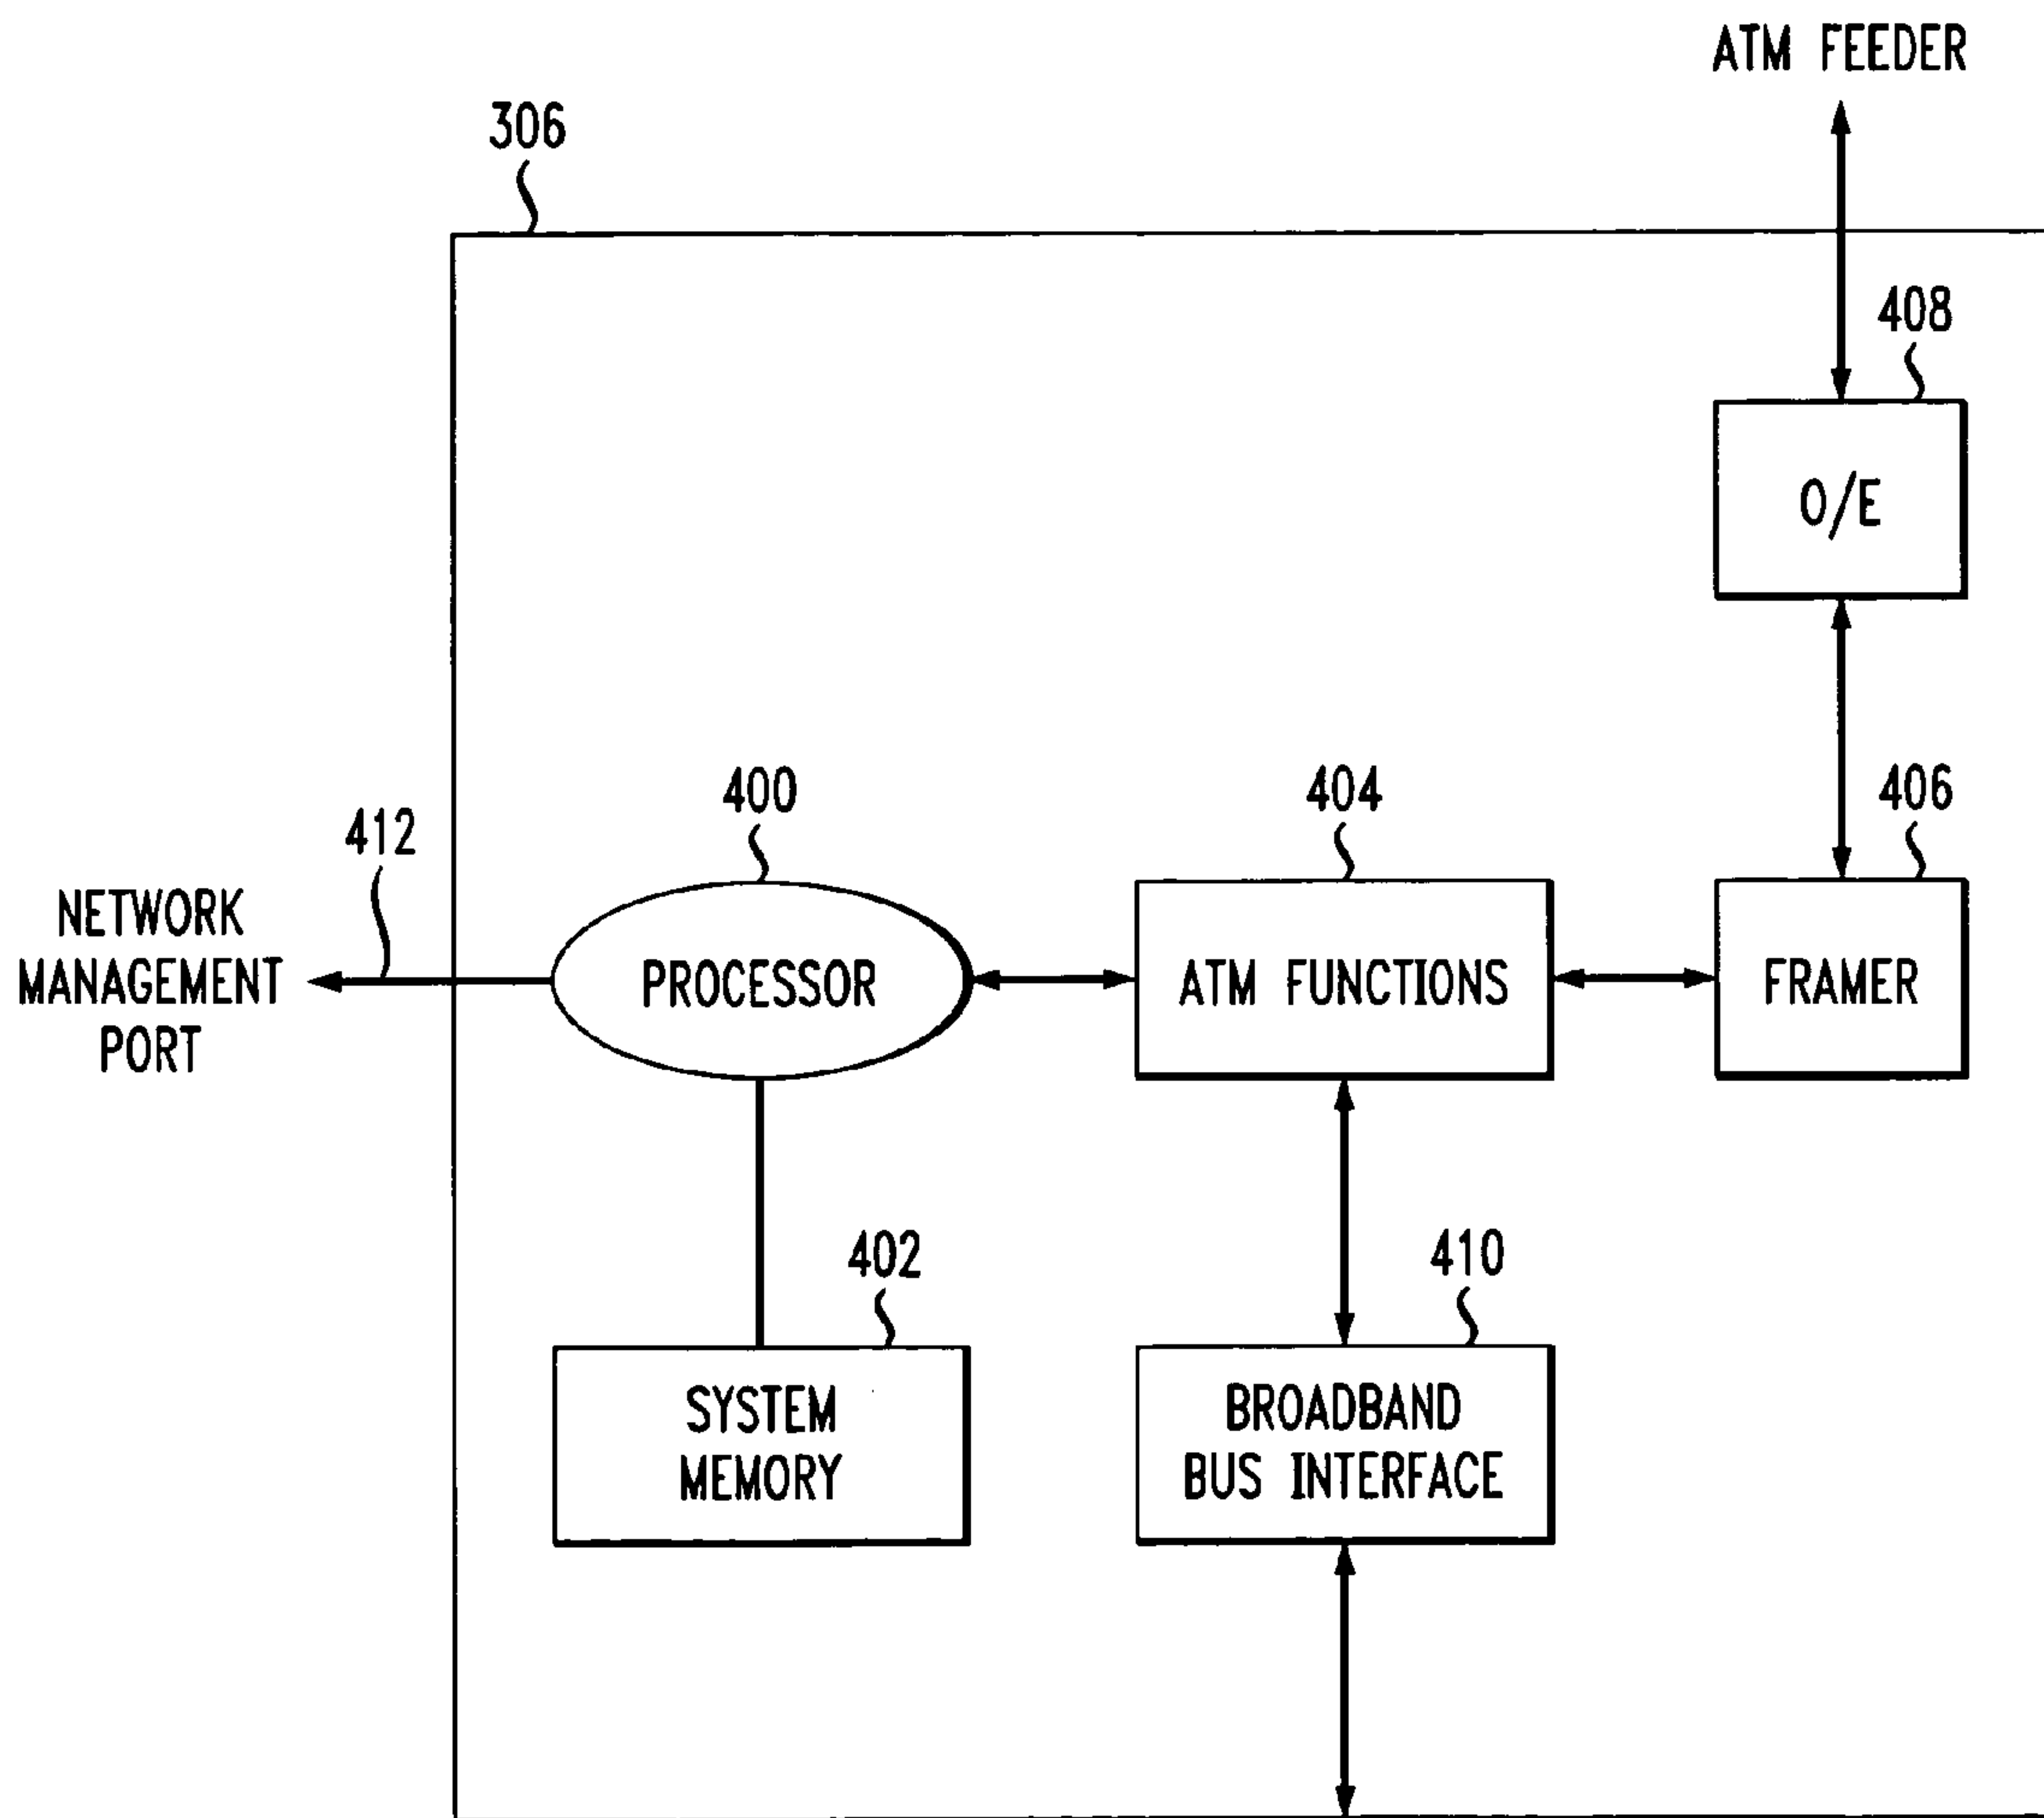 ATM FEEDER
306
408
O/E
400
404
406
412
NETWORK
MANAGEMENT
PORT
PROCESSOR
ATM FUNCTIONS
FRAMER
402
410
SYSTEM
MEMORY
BROADBAND
BUS INTERFACE